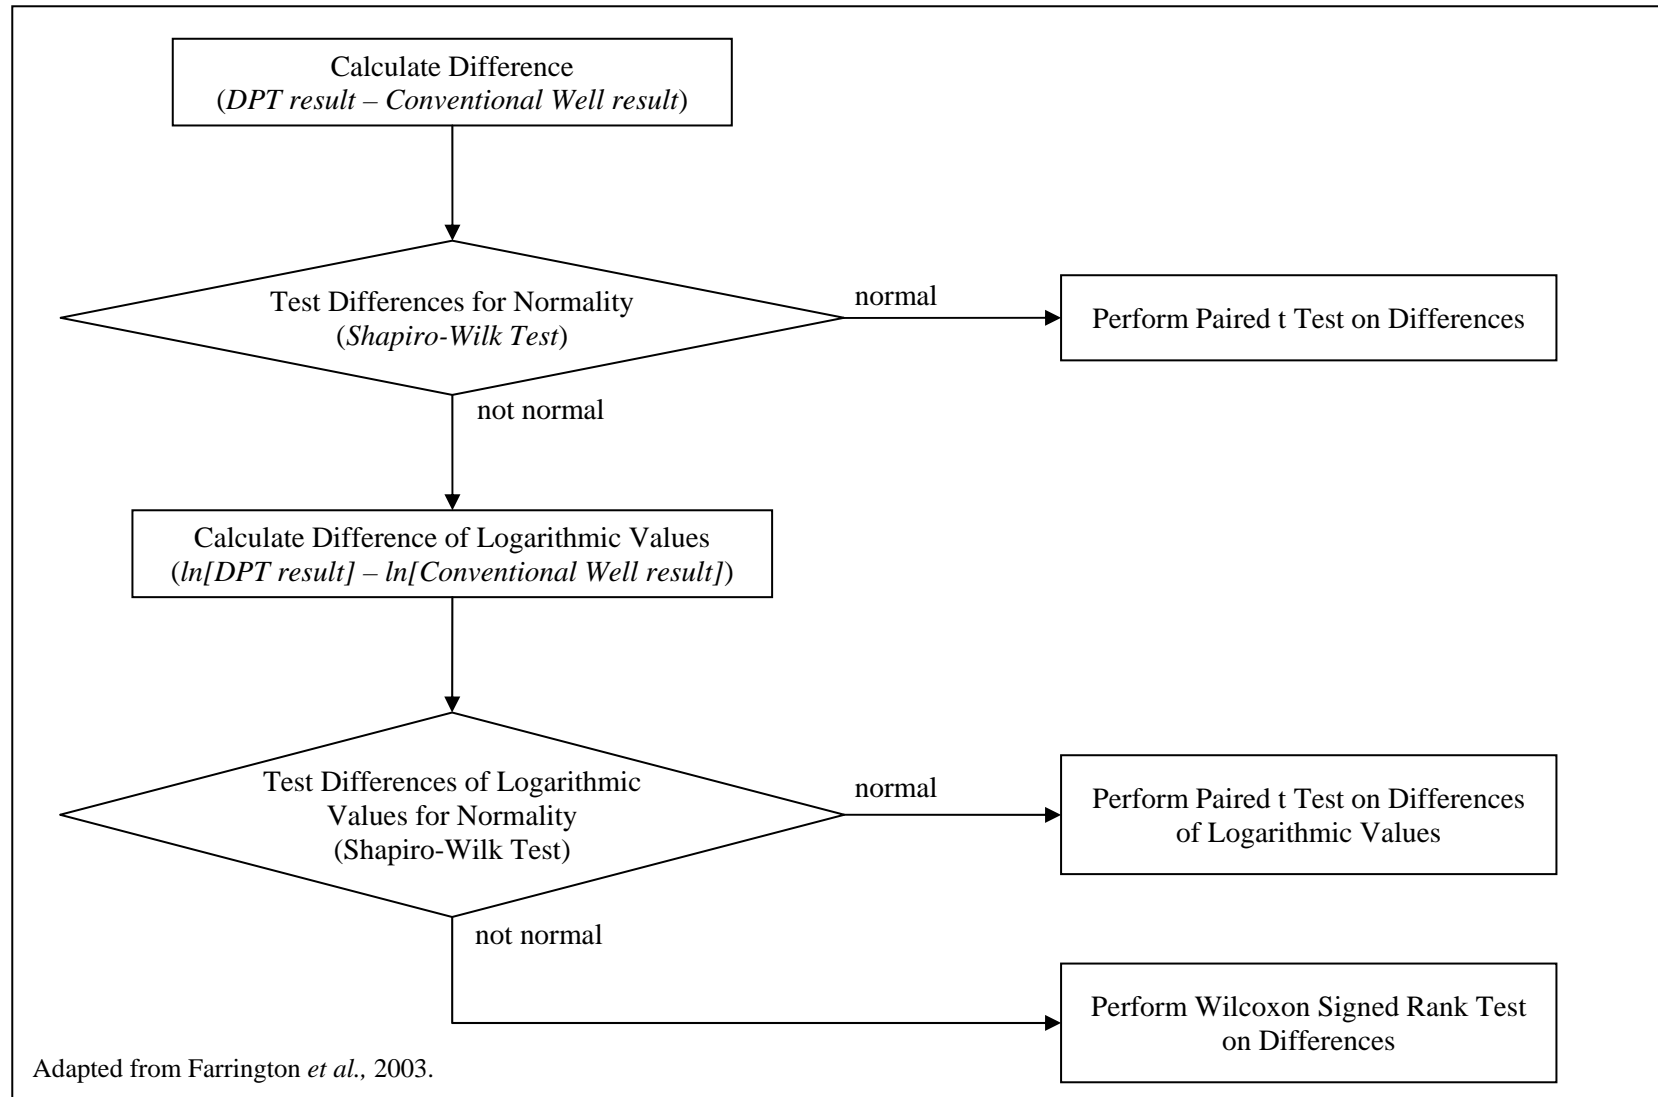 Calculate Difference
(DPT result – Conventional Well result)
Test Differences for Normality
(Shapiro-Wilk Test)
normal
Perform Paired t Test on Differences
not normal
Calculate Difference of Logarithmic Values
(ln[DPT result] – ln[Conventional Well result])
Test Differences of Logarithmic
Values for Normality
(Shapiro-Wilk Test)
normal
Perform Paired t Test on Differences
of Logarithmic Values
not normal
Perform Wilcoxon Signed Rank Test
on Differences
Adapted from Farrington et al., 2003.